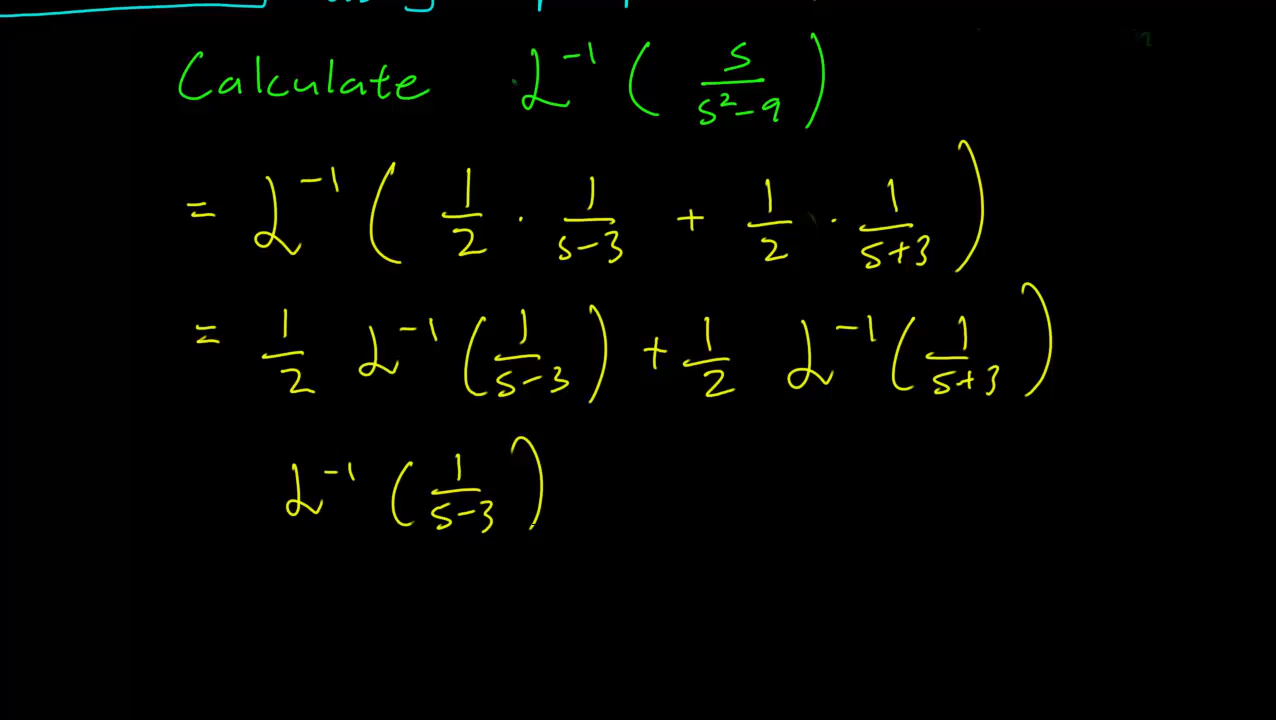 Calculate ℒ⁻¹ ( s/(s²-9) )
= ℒ⁻¹ ( 1/2 · 1/(s-3) + 1/2 · 1/(s+3) )
= 1/2 ℒ⁻¹ ( 1/(s-3) ) + 1/2 ℒ⁻¹ ( 1/(s+3) )
ℒ⁻¹ ( 1/(s-3) )